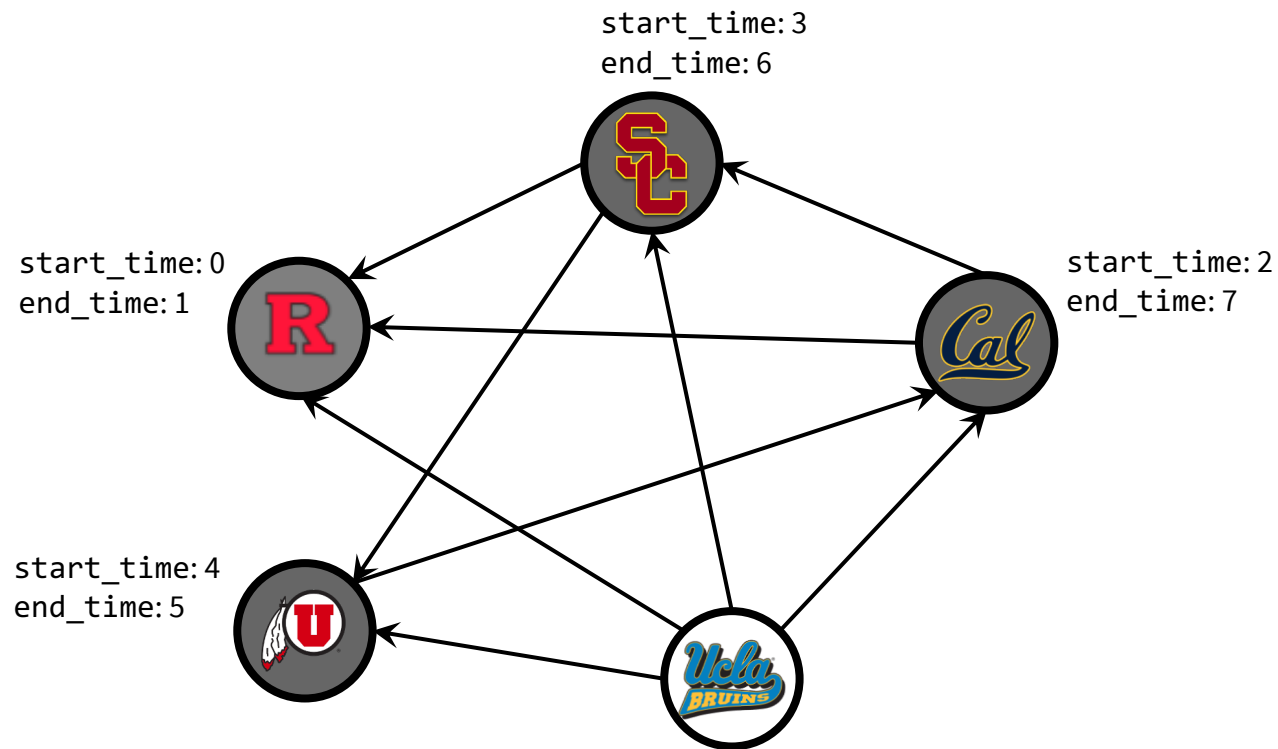 start_time: 3
end_time: 6
SC
start_time: 0
end_time: 1
R
start_time: 2
end_time: 7
Cal
start_time: 4
end_time: 5
U
Ucla
BRUINS